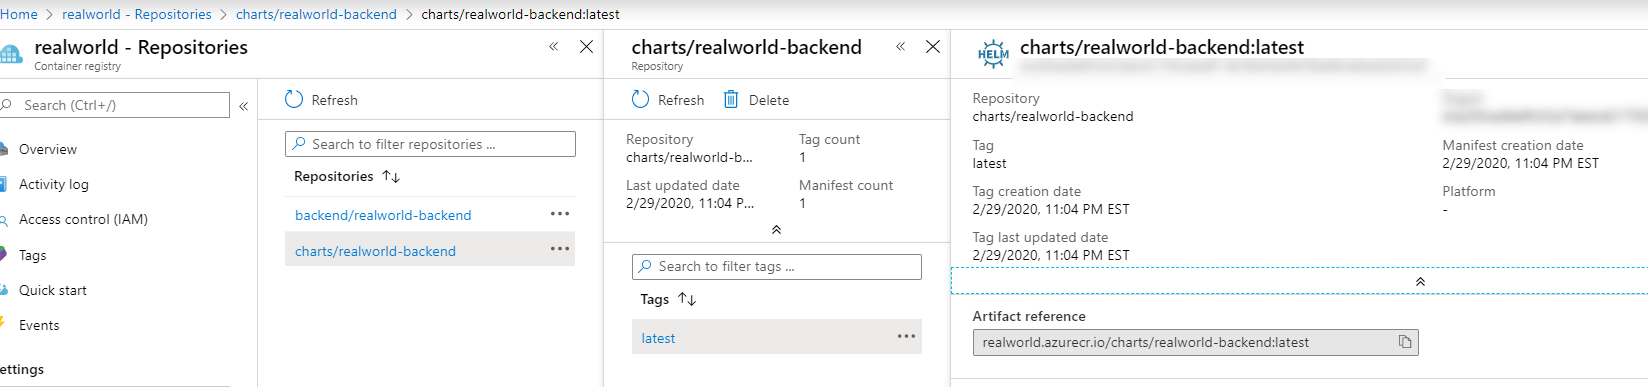 Home > realworld - Repositories > charts/realworld-backend > charts/realworld-backend:latest
realworld - Repositories
Container registry
Search (Ctrl+/)
Overview
Activity log
Access control (IAM)
Tags
Quick start
Events
ettings
Refresh
Search to filter repositories ...
Repositories
backend/realworld-backend
charts/realworld-backend
charts/realworld-backend
Repository
Refresh Delete
Repository
charts/realworld-b...
Tag count
1
Last updated date
2/29/2020, 11:04 P...
Manifest count
1
Search to filter tags ...
Tags
latest
HELM
charts/realworld-backend:latest
Repository
charts/realworld-backend
Tag
latest
Manifest creation date
2/29/2020, 11:04 PM EST
Tag creation date
2/29/2020, 11:04 PM EST
Platform
-
Tag last updated date
2/29/2020, 11:04 PM EST
Artifact reference
realworld.azurecr.io/charts/realworld-backend:latest